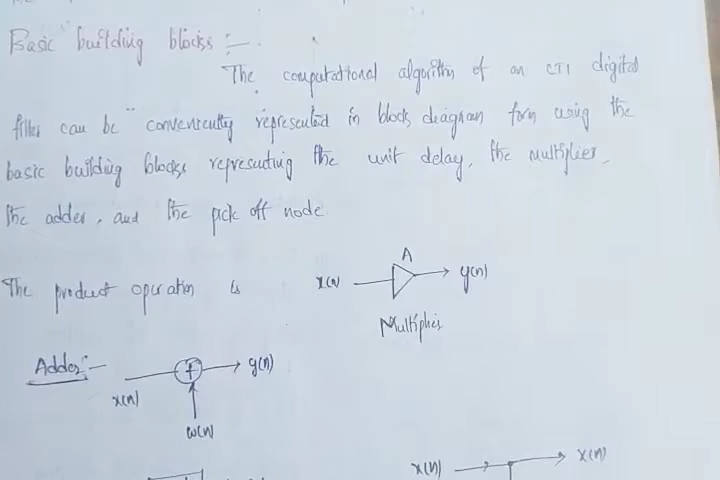 Basic building blocks :-
The computational algorithm of an LTI digital
filter can be conveniently represented in block diagram form using the
basic building blocks representing the unit delay, the multiplier,
the adder, and the pick off node.
The product operation is
x(n) A y(n)
Multiplier
Adder:-
x(n) + y(n)
w(n)
x(n) x(n)